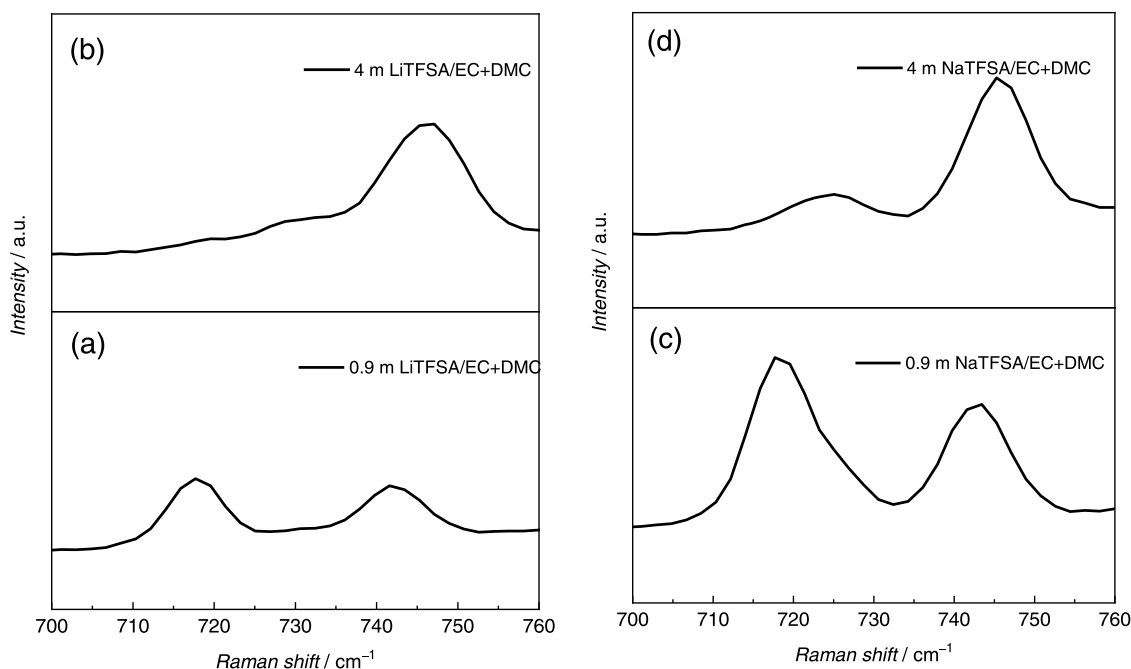 (b)
4 m LiTFSA/EC+DMC
Intensity / a.u.
(a)
0.9 m LiTFSA/EC+DMC
Intensity / a.u.
700 710 720 730 740 750 760
Raman shift / cm⁻¹
(d)
4 m NaTFSA/EC+DMC
(c)
0.9 m NaTFSA/EC+DMC
700 710 720 730 740 750 760
Raman shift / cm⁻¹